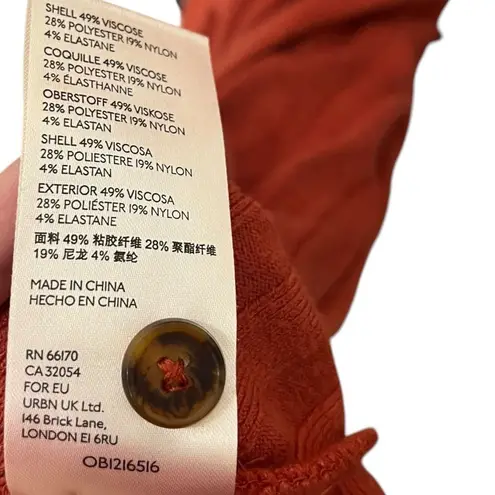 SHELL 49% VISCOSE
28% POLYESTER 19% NYLON
4% ELASTANE
COQUILLE 49% VISCOSE
28% POLYESTER 19% NYLON
4% ÉLASTHANNE
OBERSTOFF 49% VISKOSE
28% POLYESTER 19% NYLON
4% ELASTAN
SHELL 49% VISCOSA
28% POLIESTERE 19% NYLON
4% ELASTAN
EXTERIOR 49% VISCOSA
28% POLIÉSTER 19% NYLON
4% ELASTANE
面料 49% 粘胶纤维 28% 聚酯纤维
19% 尼龙 4% 氨纶
MADE IN CHINA
HECHO EN CHINA
RN 66170
CA 32054
FOR EU
URBN UK Ltd.
146 Brick Lane,
LONDON E1 6RU
OB1216516